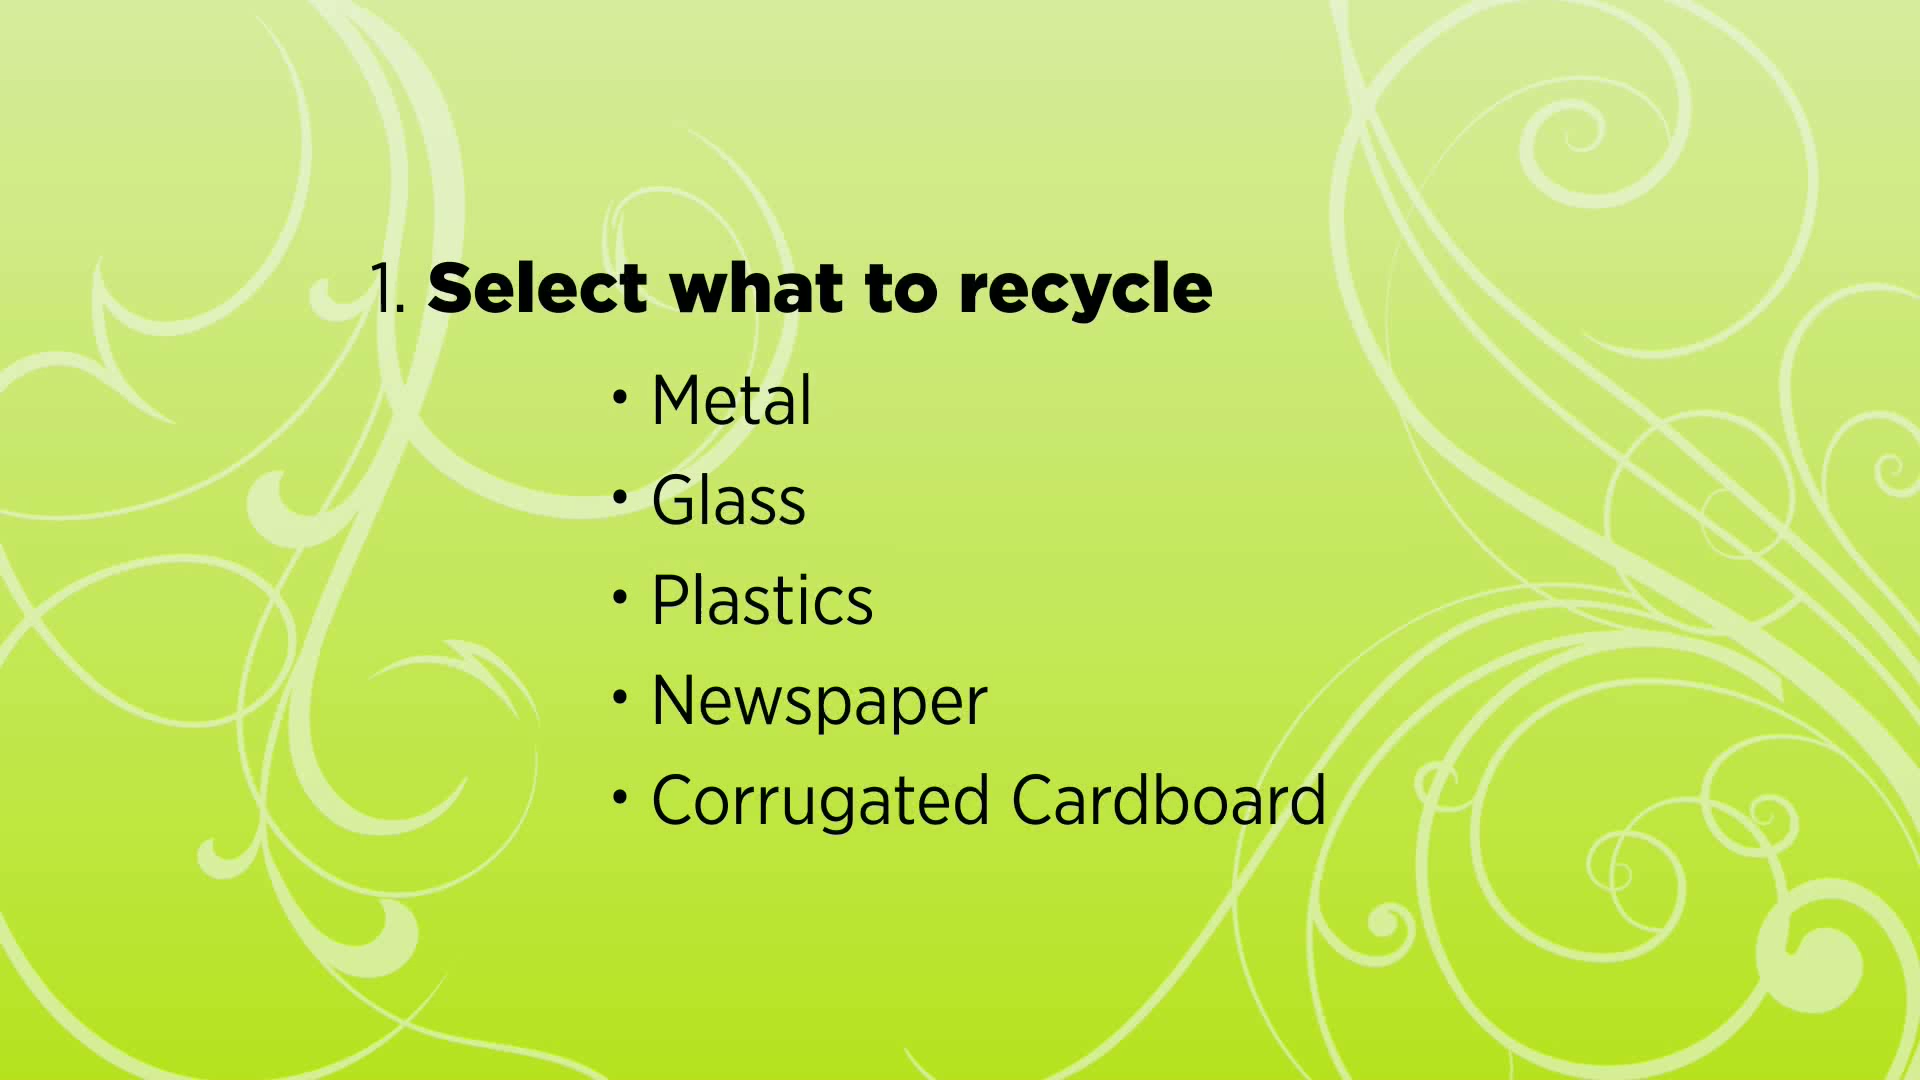 1. Select what to recycle
• Metal
• Glass
• Plastics
• Newspaper
• Corrugated Cardboard